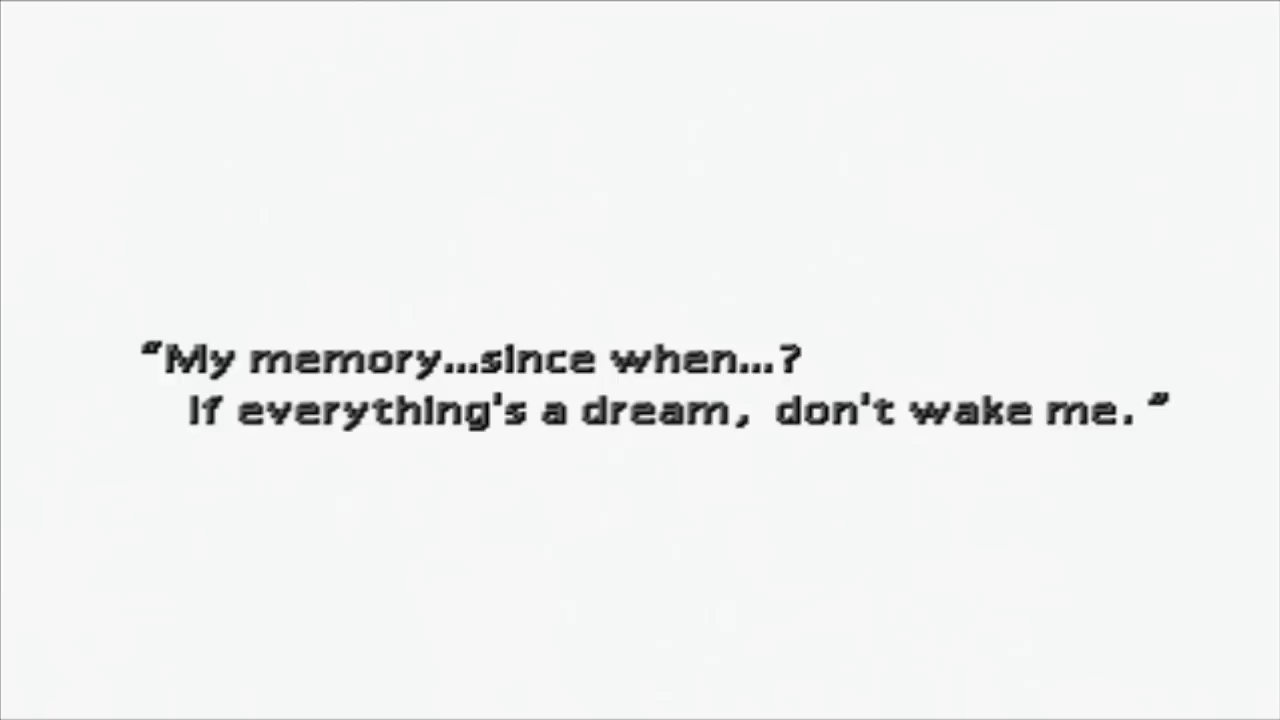 “My memory...since when...?
If everything's a dream, don't wake me.”